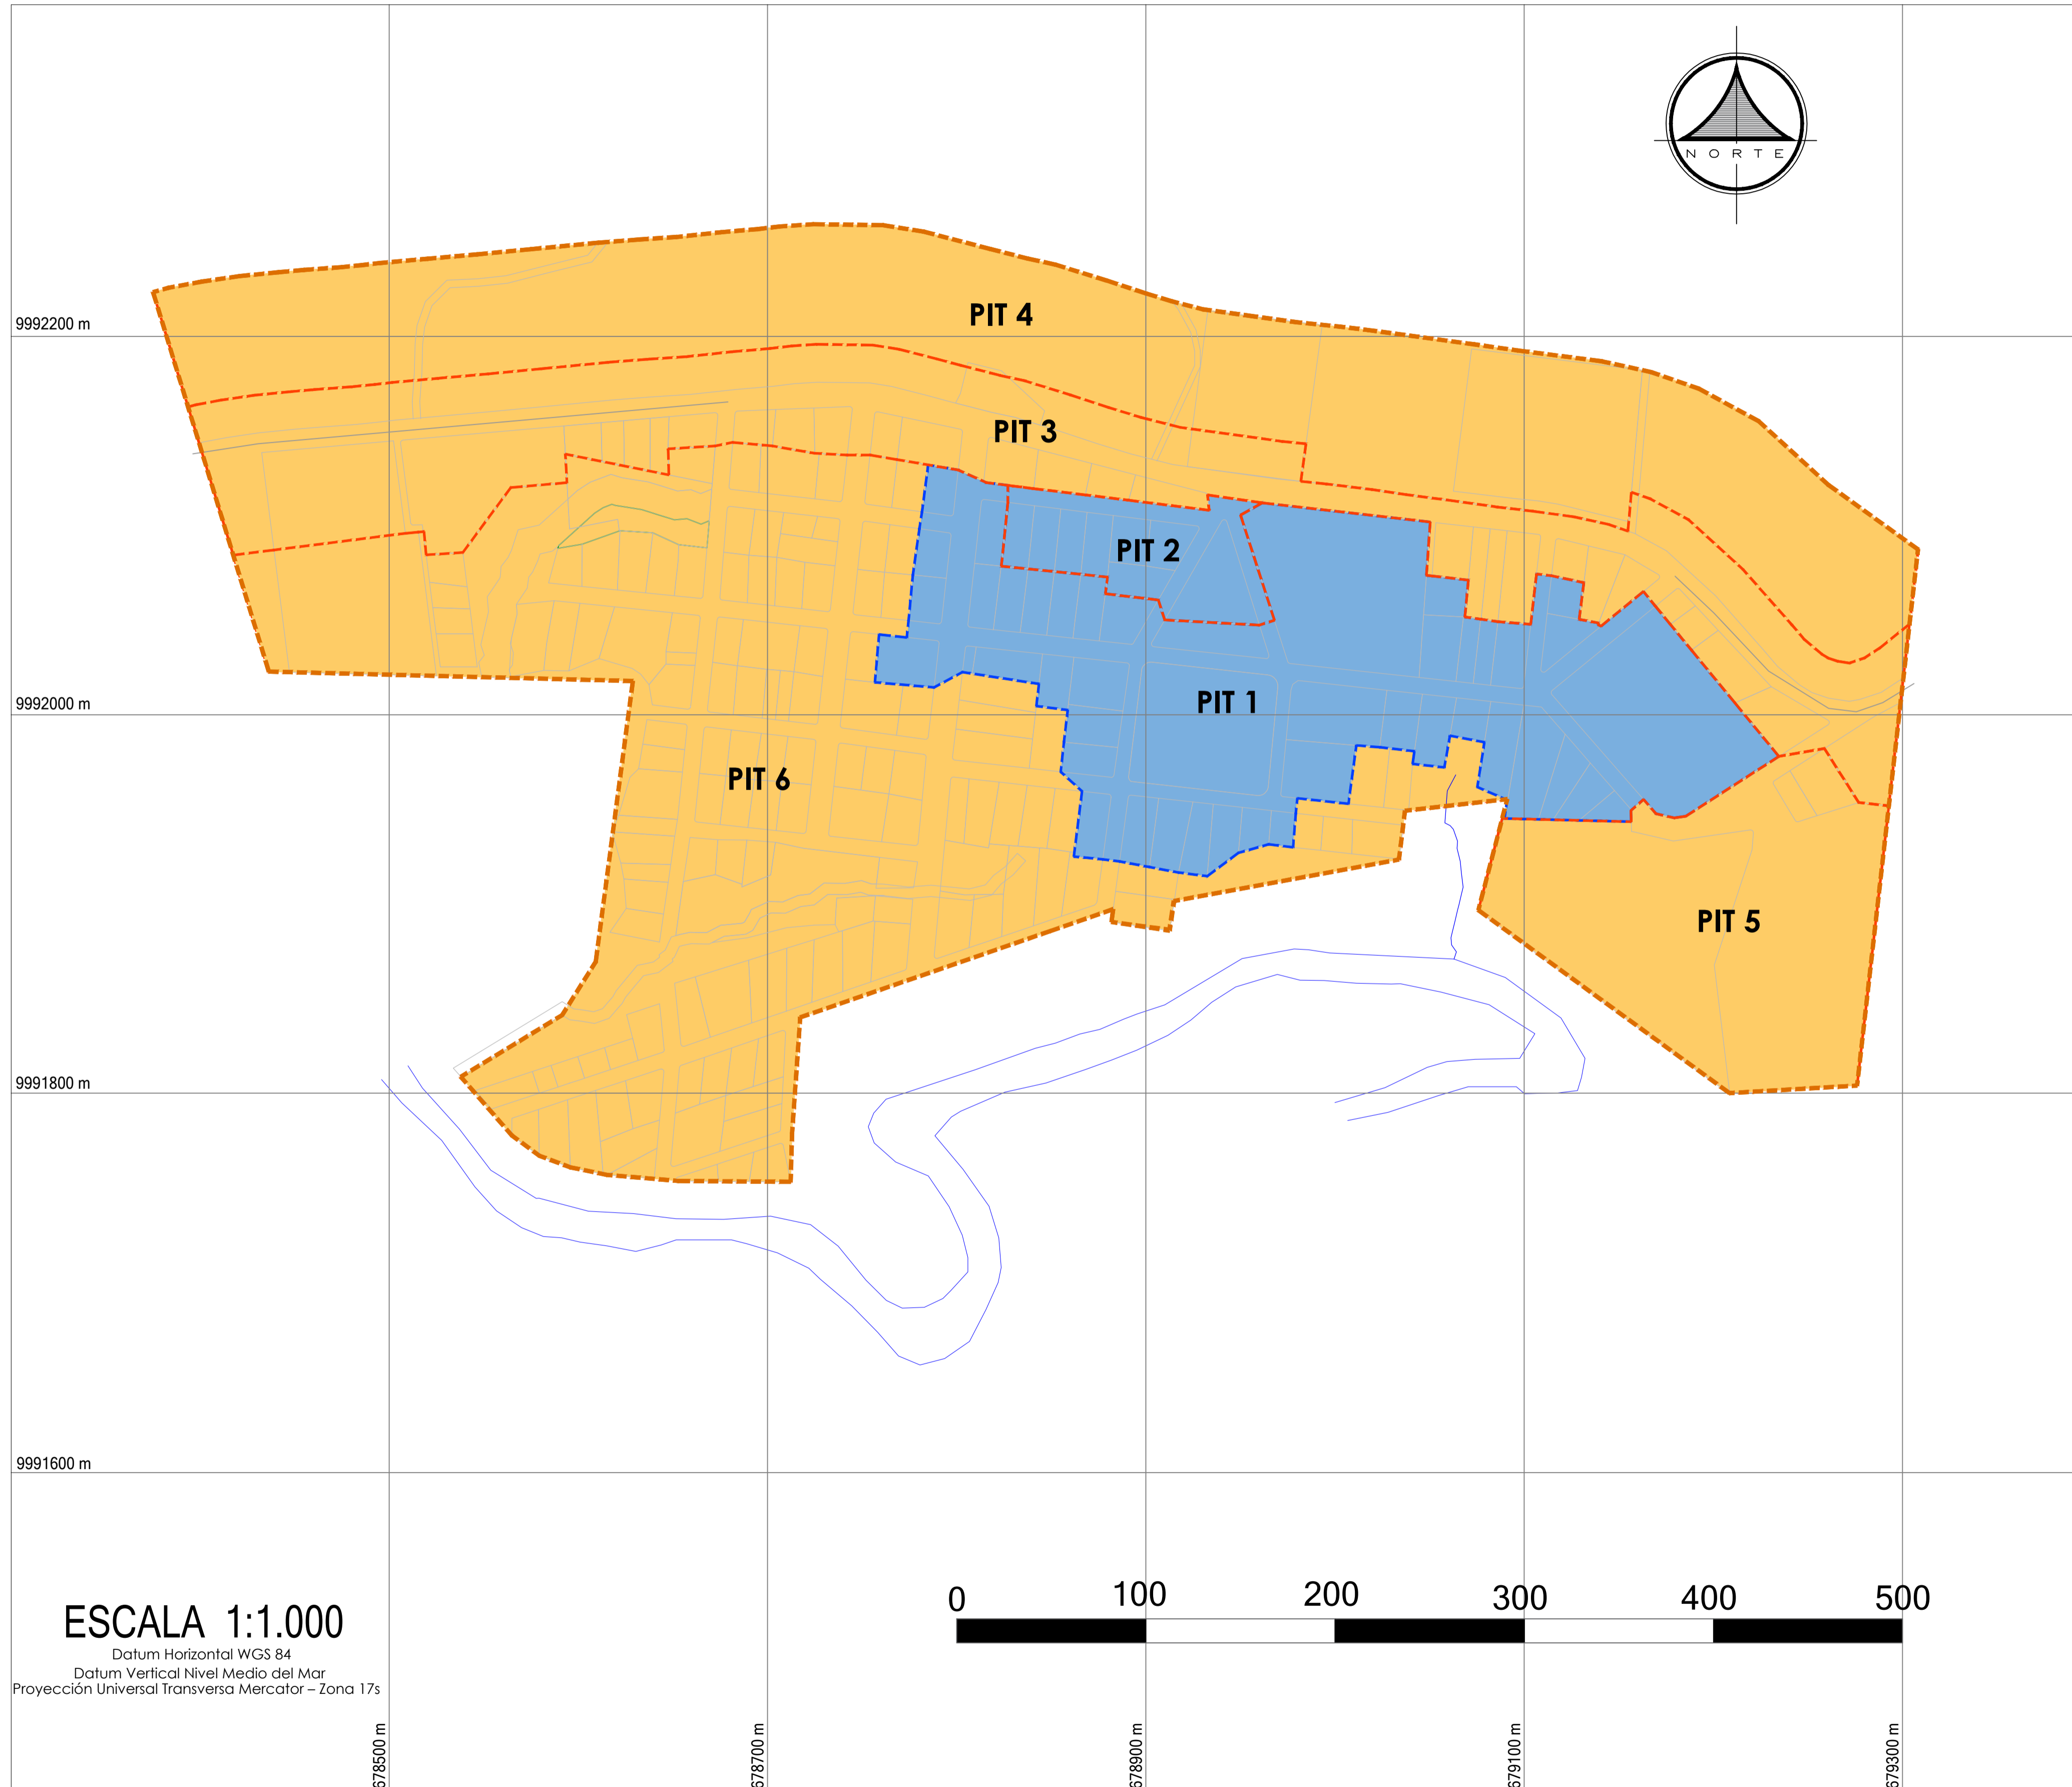 NORTE
PIT 4
9992200 m
PIT 3
PIT 2
PIT 1
9992000 m
PIT 6
PIT 5
9991800 m
9991600 m
0 100 200 300 400 500
ESCALA 1:1.000
Datum Horizontal WGS 84
Datum Vertical Nivel Medio del Mar
Proyección Universal Transversa Mercator – Zona 17s
678500 m
678700 m
678900 m
679100 m
679300 m